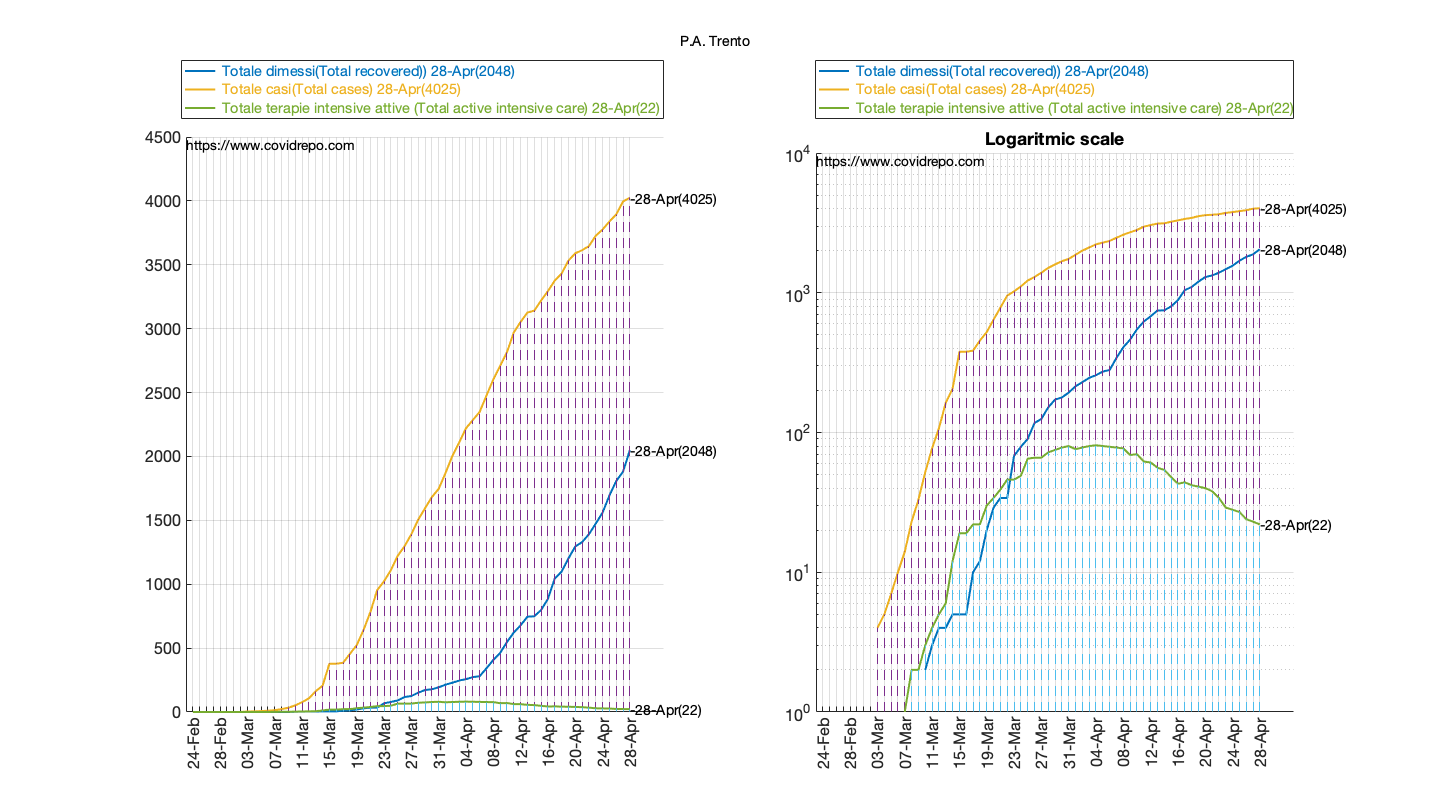 P.A. Trento
Totale dimessi(Total recovered)) 28-Apr(2048)
Totale casi(Total cases) 28-Apr(4025)
Totale terapie intensive attive (Total active intensive care) 28-Apr(22)
https://www.covidrepo.com
4500
4000
3500
3000
2500
2000
1500
1000
500
0
-28-Apr(4025)
-28-Apr(2048)
-28-Apr(22)
24-Feb
28-Feb
03-Mar
07-Mar
11-Mar
15-Mar
19-Mar
23-Mar
27-Mar
31-Mar
04-Apr
08-Apr
12-Apr
16-Apr
20-Apr
24-Apr
28-Apr
Totale dimessi(Total recovered)) 28-Apr(2048)
Totale casi(Total cases) 28-Apr(4025)
Totale terapie intensive attive (Total active intensive care) 28-Apr(22)
Logaritmic scale
https://www.covidrepo.com
10^4
10^3
10^2
10^1
10^0
-28-Apr(4025)
-28-Apr(2048)
-28-Apr(22)
24-Feb
28-Feb
03-Mar
07-Mar
11-Mar
15-Mar
19-Mar
23-Mar
27-Mar
31-Mar
04-Apr
08-Apr
12-Apr
16-Apr
20-Apr
24-Apr
28-Apr